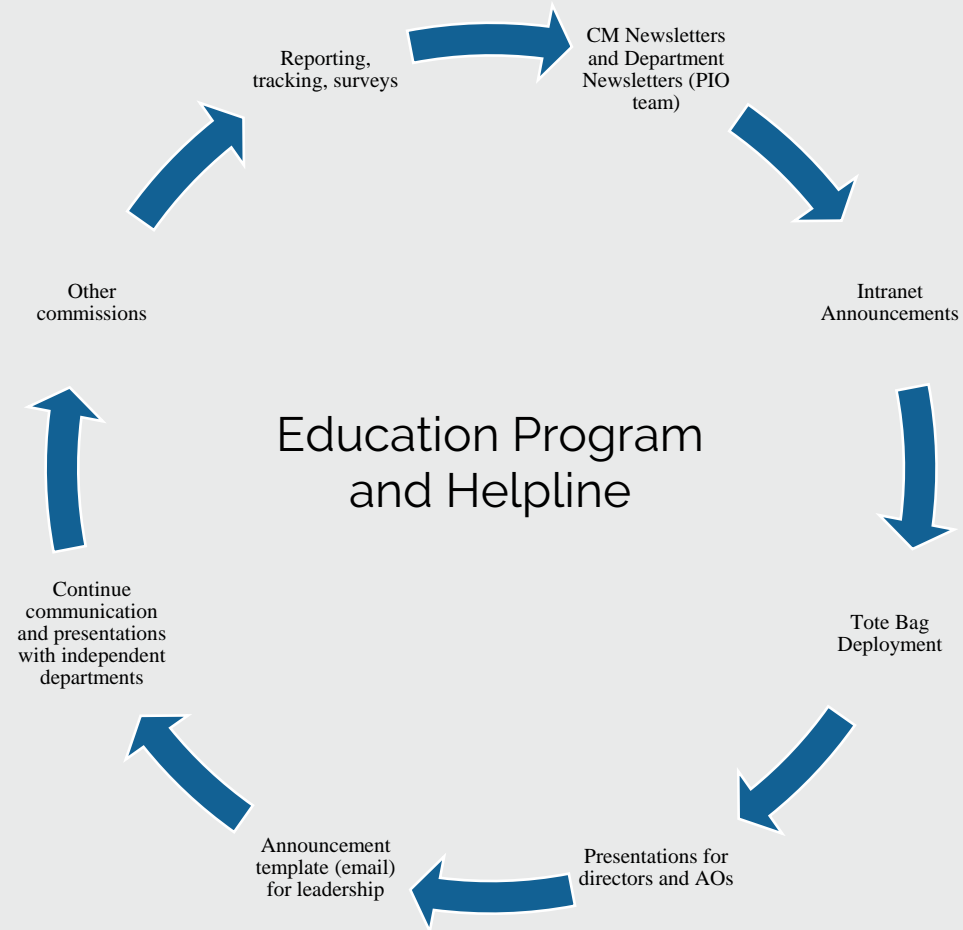 CM Newsletters
and Department
Newsletters (PIO
team)
Intranet
Announcements
Tote Bag
Deployment
Presentations for
directors and AOs
Announcement
template (email)
for leadership
Continue
communication
and presentations
with independent
departments
Other
commissions
Reporting,
tracking, surveys
Education Program
and Helpline